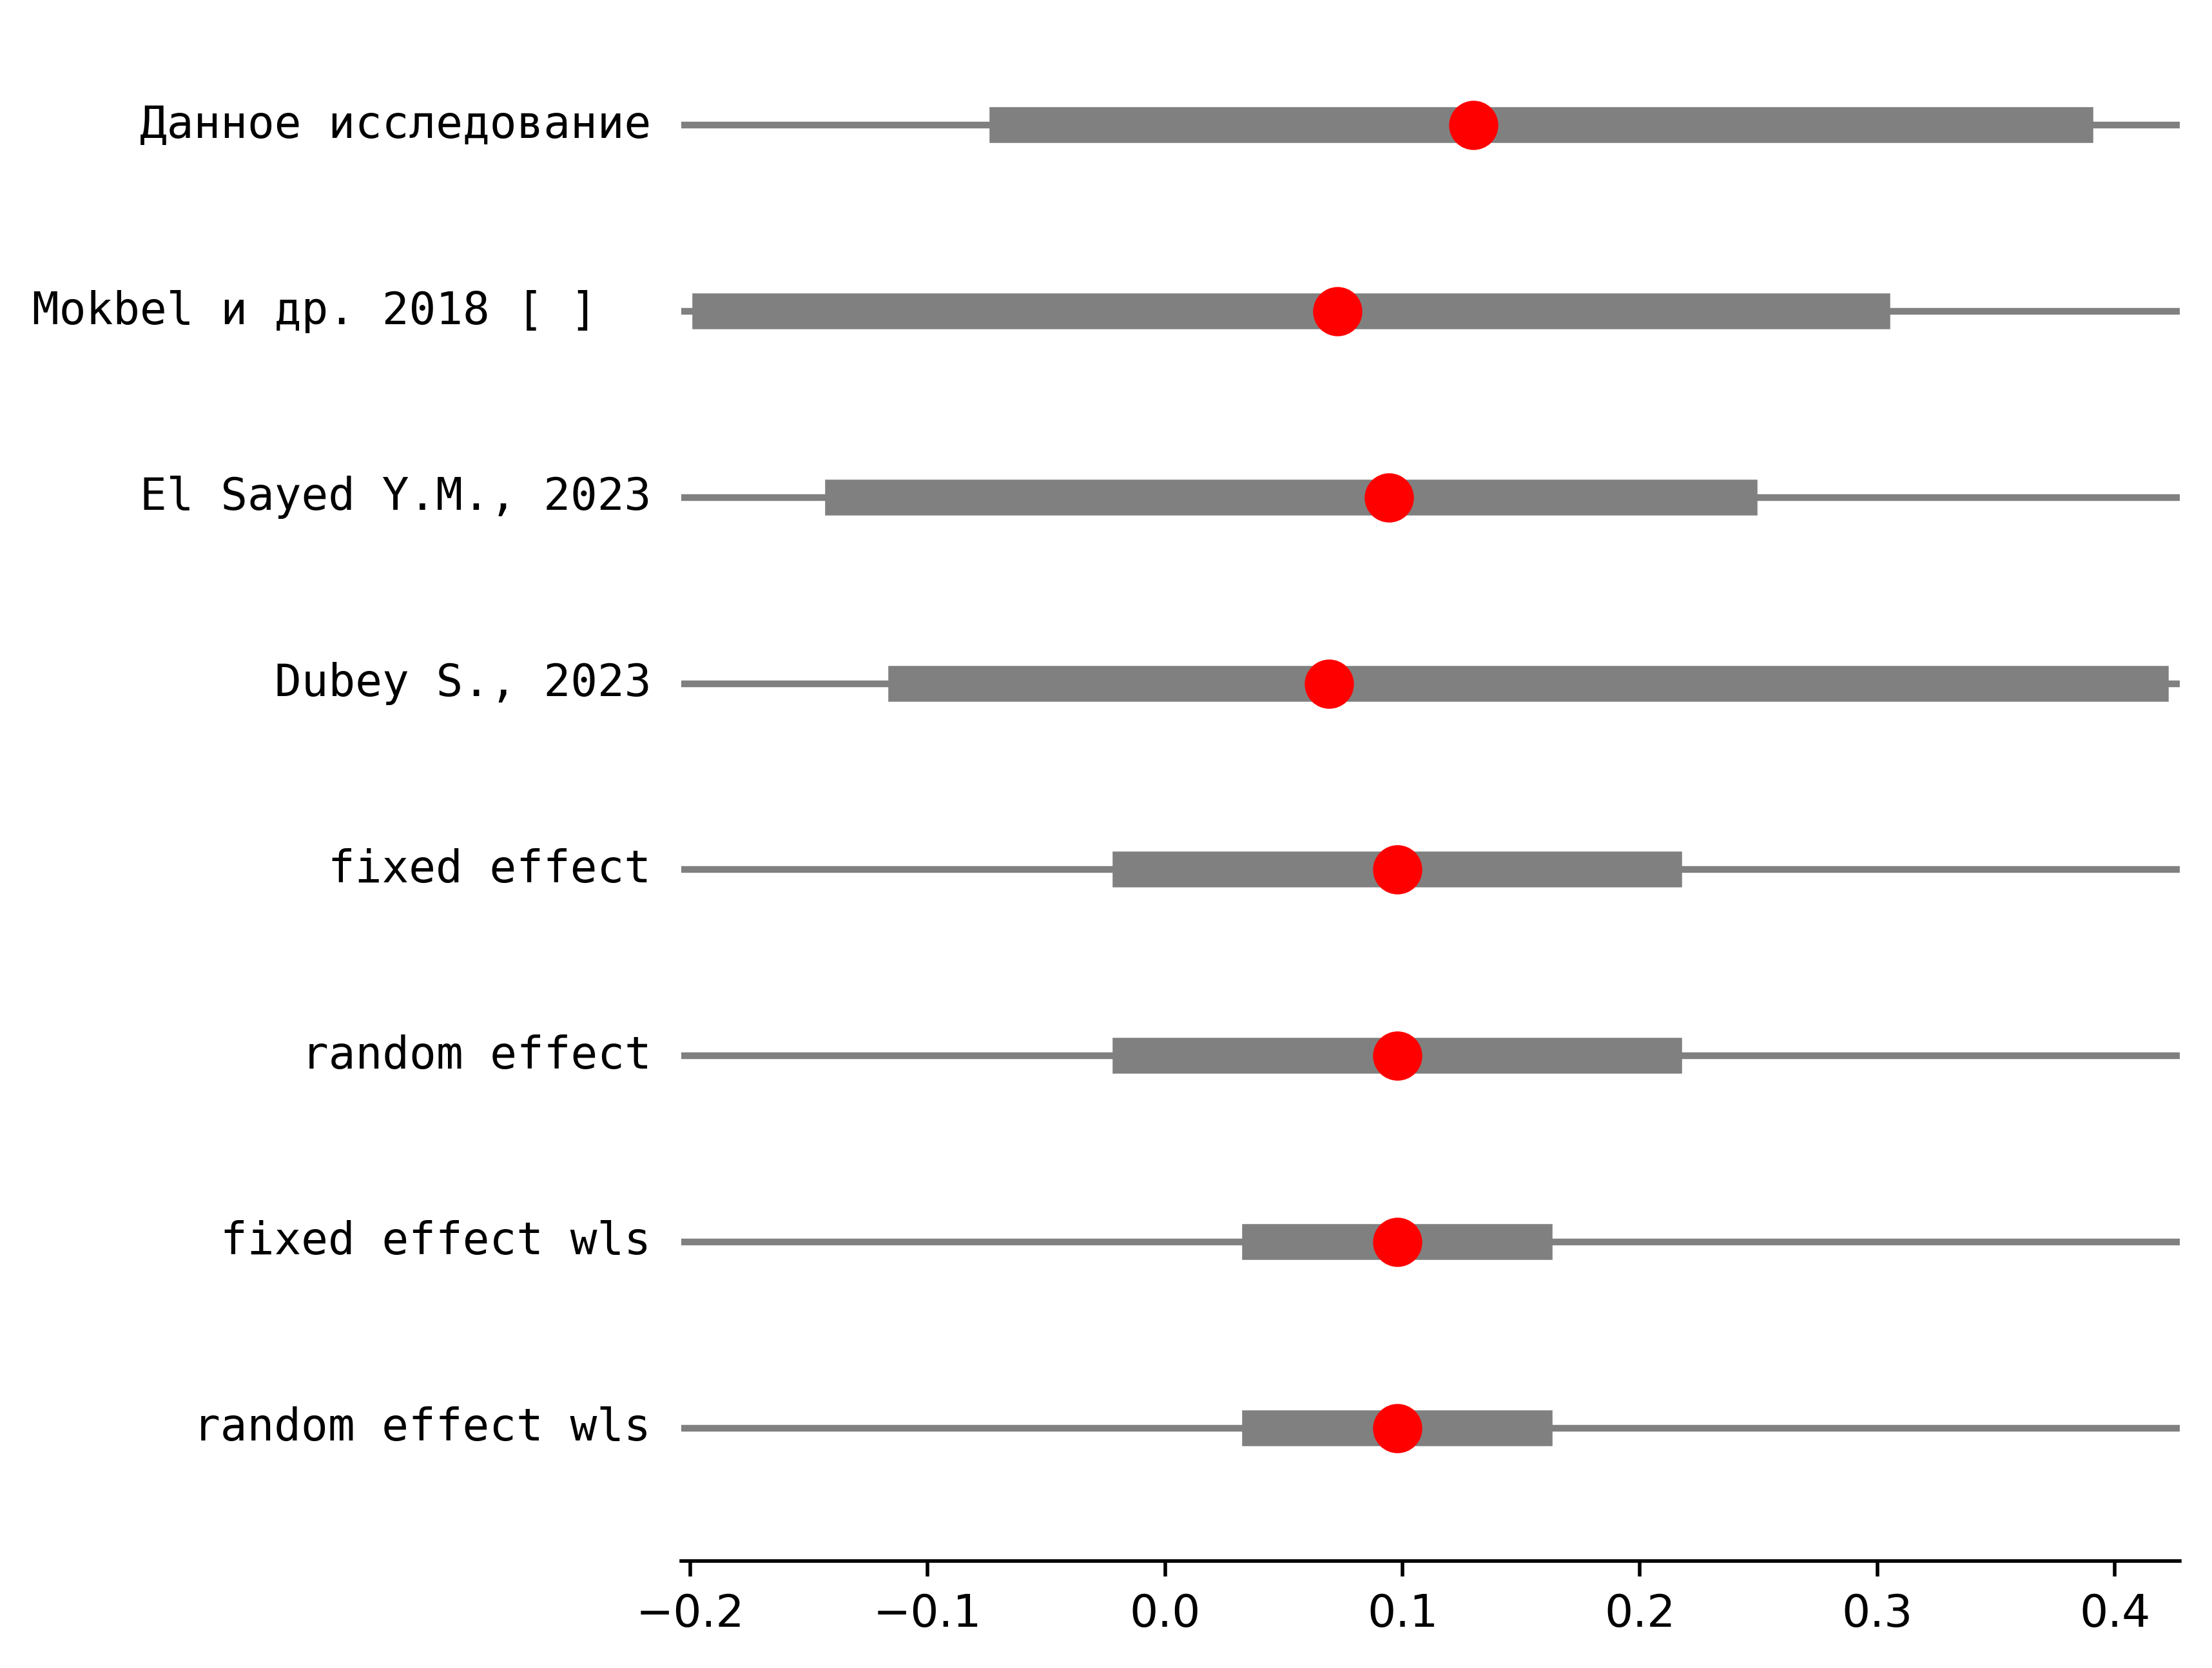 Данное исследование
Mokbel и др. 2018 [ ]
El Sayed Y.M., 2023
Dubey S., 2023
fixed effect
random effect
fixed effect wls
random effect wls
−0.2 −0.1 0.0 0.1 0.2 0.3 0.4